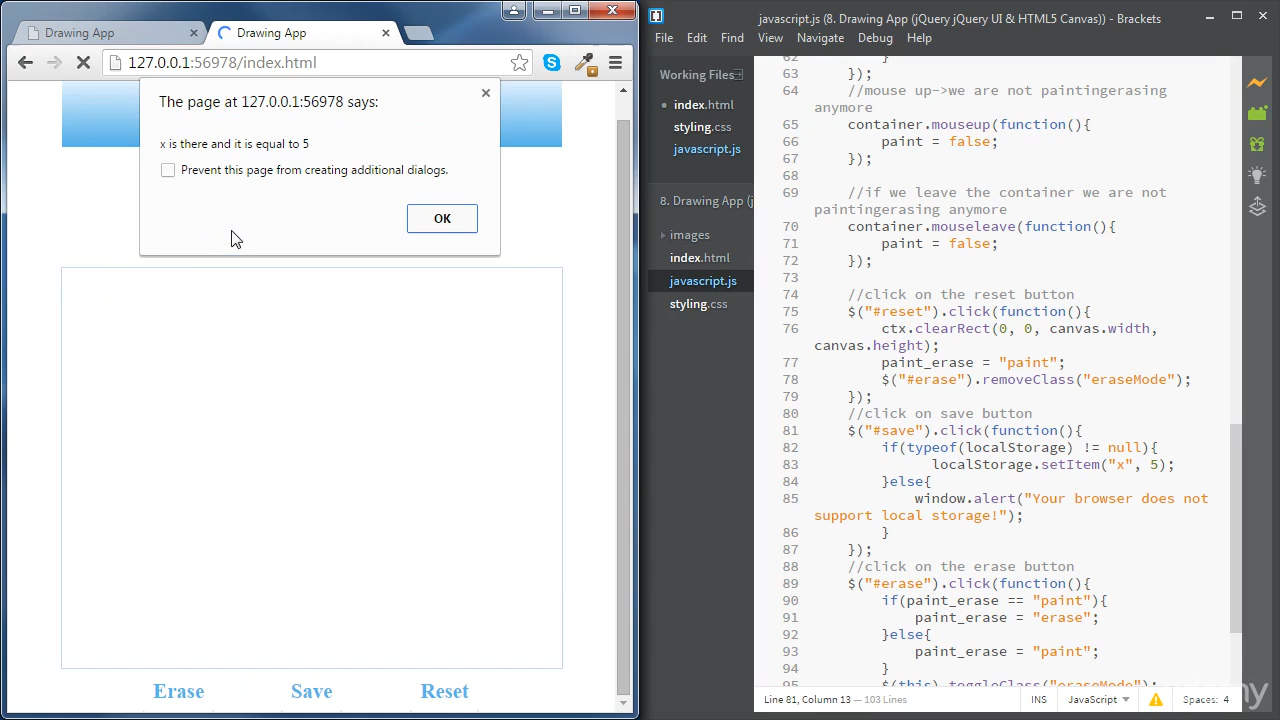 Drawing App
Drawing App
127.0.0.1:56978/index.html
The page at 127.0.0.1:56978 says:
x is there and it is equal to 5
Prevent this page from creating additional dialogs.
OK
Erase
Save
Reset
javascript.js (8. Drawing App (jQuery jQuery UI & HTML5 Canvas)) - Brackets
File Edit Find View Navigate Debug Help
Working Files
index.html
styling.css
javascript.js
8. Drawing App (j
images
index.html
javascript.js
styling.css
62 }
63 });
64 //mouse up->we are not paintingerasing
anymore
65 container.mouseup(function(){
66 paint = false;
67 });
68
69 //if we leave the container we are not
paintingerasing anymore
70 container.mouseleave(function(){
71 paint = false;
72 });
73
74 //click on the reset button
75 $("#reset").click(function(){
76 ctx.clearRect(0, 0, canvas.width,
canvas.height);
77 paint_erase = "paint";
78 $("#erase").removeClass("eraseMode");
79 });
80 //click on save button
81 $("#save").click(function(){
82 if(typeof(localStorage) != null){
83 localStorage.setItem("x", 5);
84 }else{
85 window.alert("Your browser does not
support local storage!");
86 }
87 });
88 //click on the erase button
89 $("#erase").click(function(){
90 if(paint_erase == "paint"){
91 paint_erase = "erase";
92 }else{
93 paint_erase = "paint";
94 }
95 $(this).toggleClass("eraseMode");
Line 81, Column 13 — 103 Lines
INS JavaScript Spaces: 4